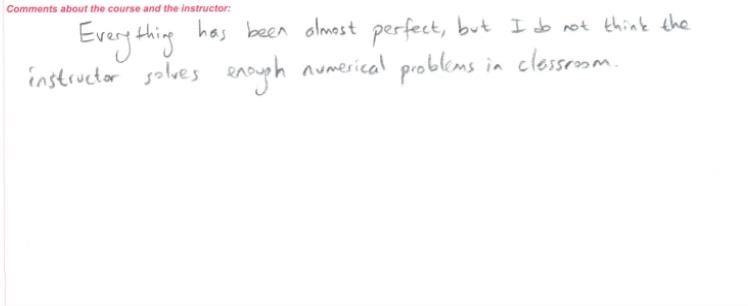 Comments about the course and the instructor:
Everything has been almost perfect, but I do not think the
instructor solves enough numerical problems in classroom.